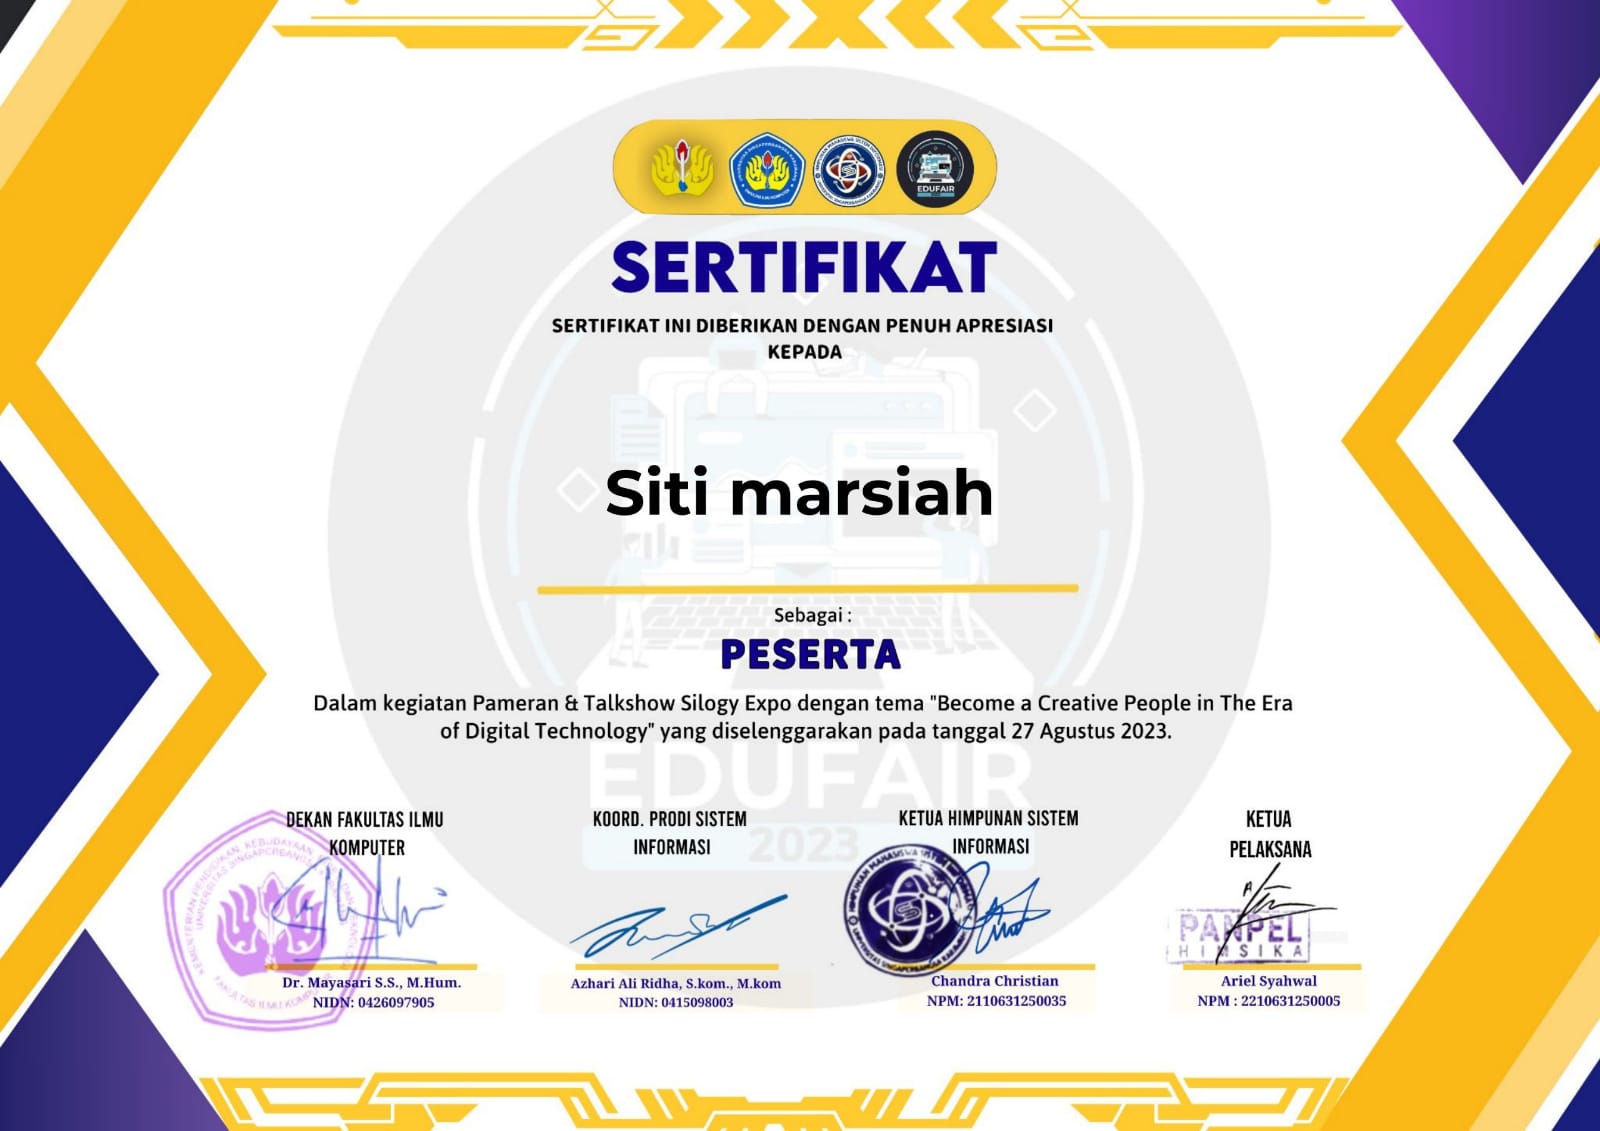 EDUFAIR
SERTIFIKAT
SERTIFIKAT INI DIBERIKAN DENGAN PENUH APRESIASI
KEPADA
Siti marsiah
Sebagai :
PESERTA
Dalam kegiatan Pameran & Talkshow Silogy Expo dengan tema "Become a Creative People in The Era
of Digital Technology" yang diselenggarakan pada tanggal 27 Agustus 2023.
EDUFAIR
2023
DEKAN FAKULTAS ILMU
KOMPUTER
Dr. Mayasari S.S., M.Hum.
NIDN: 0426097905
KOORD. PRODI SISTEM
INFORMASI
Azhari Ali Ridha, S.kom., M.kom
NIDN: 0415098003
KETUA HIMPUNAN SISTEM
INFORMASI
Chandra Christian
NPM: 2110631250035
KETUA
PELAKSANA
PANPEL
HIMSIKA
Ariel Syahwal
NPM : 2210631250005